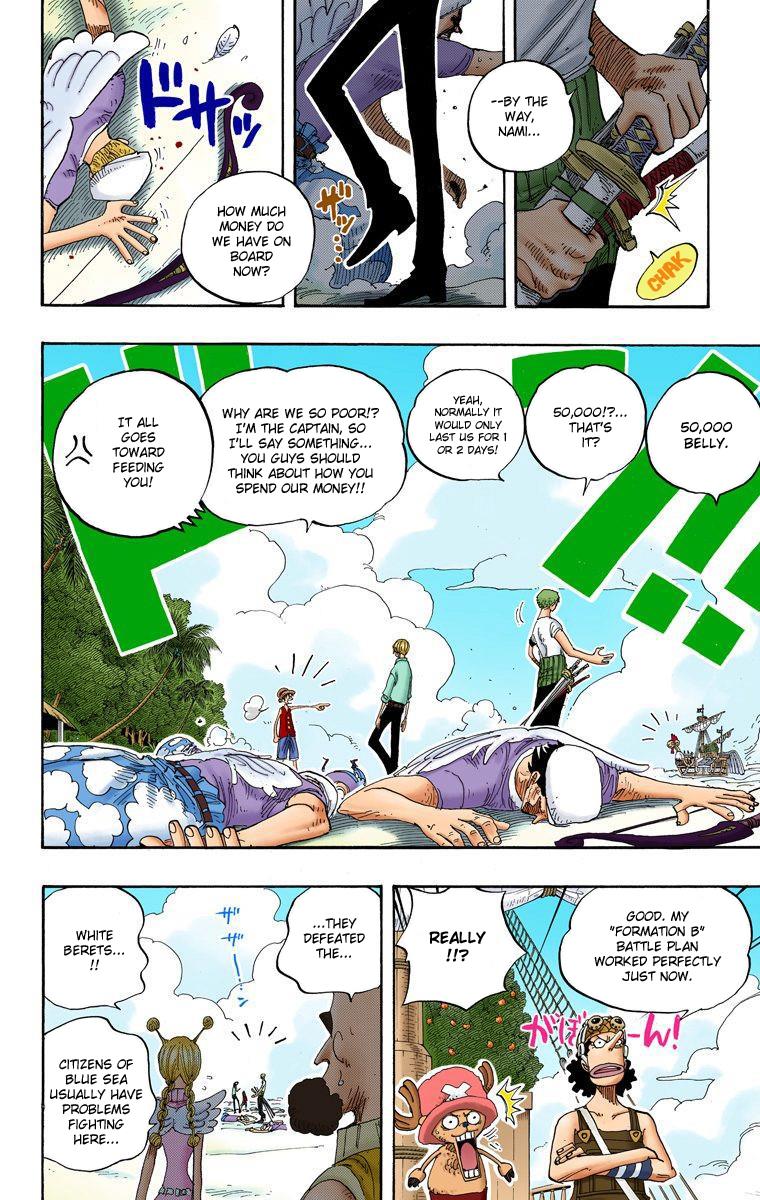 --BY THE
WAY,
NAMI...
CHAK
ザッ...
HOW MUCH
MONEY DO
WE HAVE ON
BOARD
NOW?
ドサッ
50,000
BELLY.
50,000!?...
THAT'S
IT?
YEAH,
NORMALLY IT
WOULD ONLY
LAST US FOR 1
OR 2 DAYS!
WHY ARE WE SO POOR!?
I'M THE CAPTAIN, SO
I'LL SAY SOMETHING...
YOU GUYS SHOULD
THINK ABOUT HOW YOU
SPEND OUR MONEY!!
IT ALL
GOES
TOWARD
FEEDING
YOU!
ドン!!
GOOD. MY
"FORMATION B"
BATTLE PLAN
WORKED PERFECTLY
JUST NOW.
REALLY
!!?
がぼーん!
...THEY
DEFEATED
THE...
WHITE
BERETS...
!!
ザザーン
CITIZENS OF
BLUE SEA
USUALLY HAVE
PROBLEMS
FIGHTING
HERE...